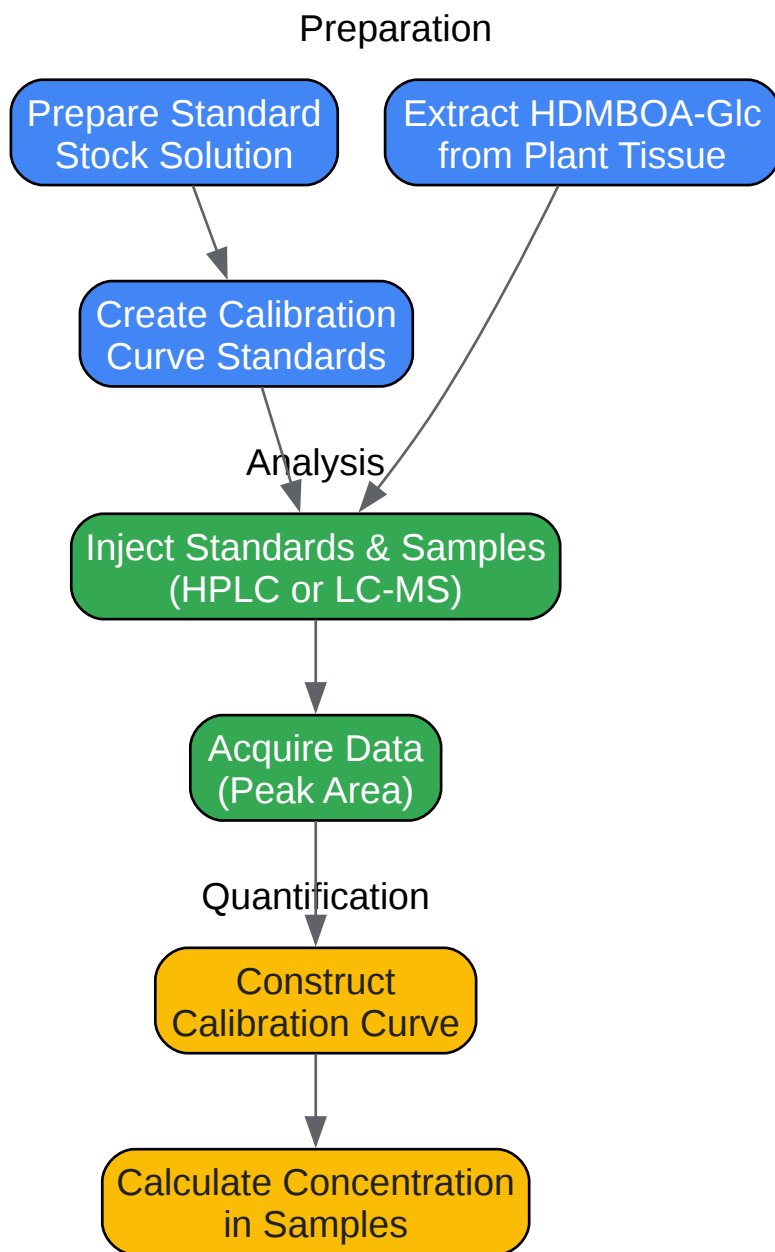 Preparation
Prepare Standard
Stock Solution
Extract HDMBOA-Glc
from Plant Tissue
Create Calibration
Curve Standards
Analysis
Inject Standards & Samples
(HPLC or LC-MS)
Acquire Data
(Peak Area)
Quantification
Construct
Calibration Curve
Calculate Concentration
in Samples